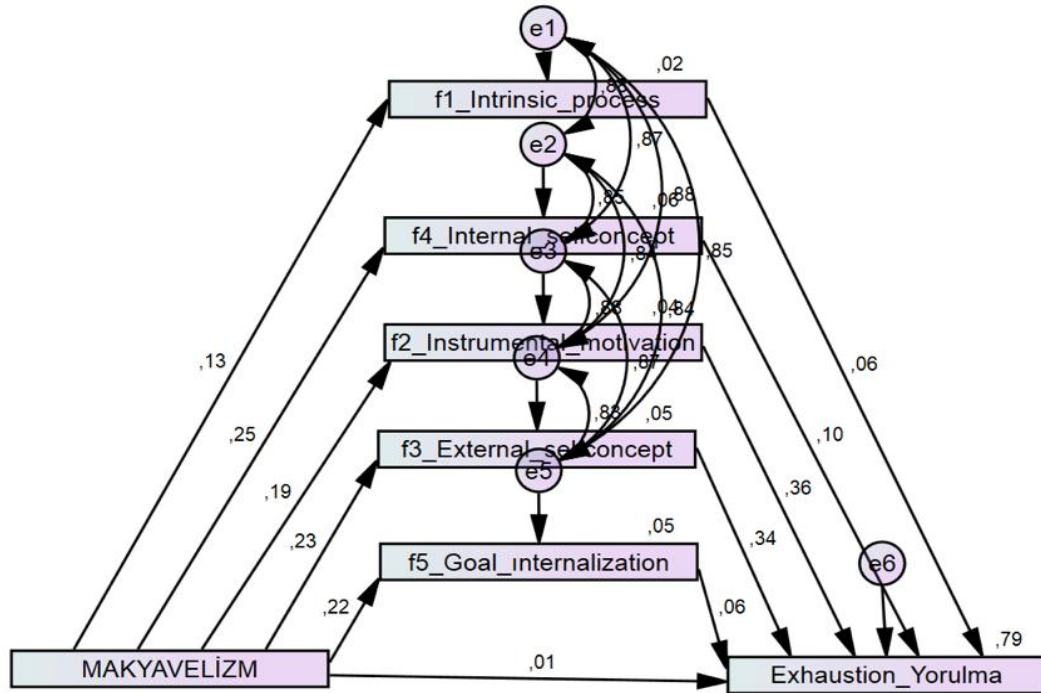 e1
,02
f1_Intrinsic_process
e2
,87
,85
,06
,88
f4_Internal_selfconcept
e3
,84
,85
,88
,04
,84
f2_Instrumental_motivation
e4
,87
,13
,06
,83
,05
,25
,10
f3_External_selfconcept
e5
,19
,36
,23
,34
,05
f5_Goal_ınternalization
e6
,22
,06
,79
MAKYAVELİZM
,01
Exhaustion_Yorulma